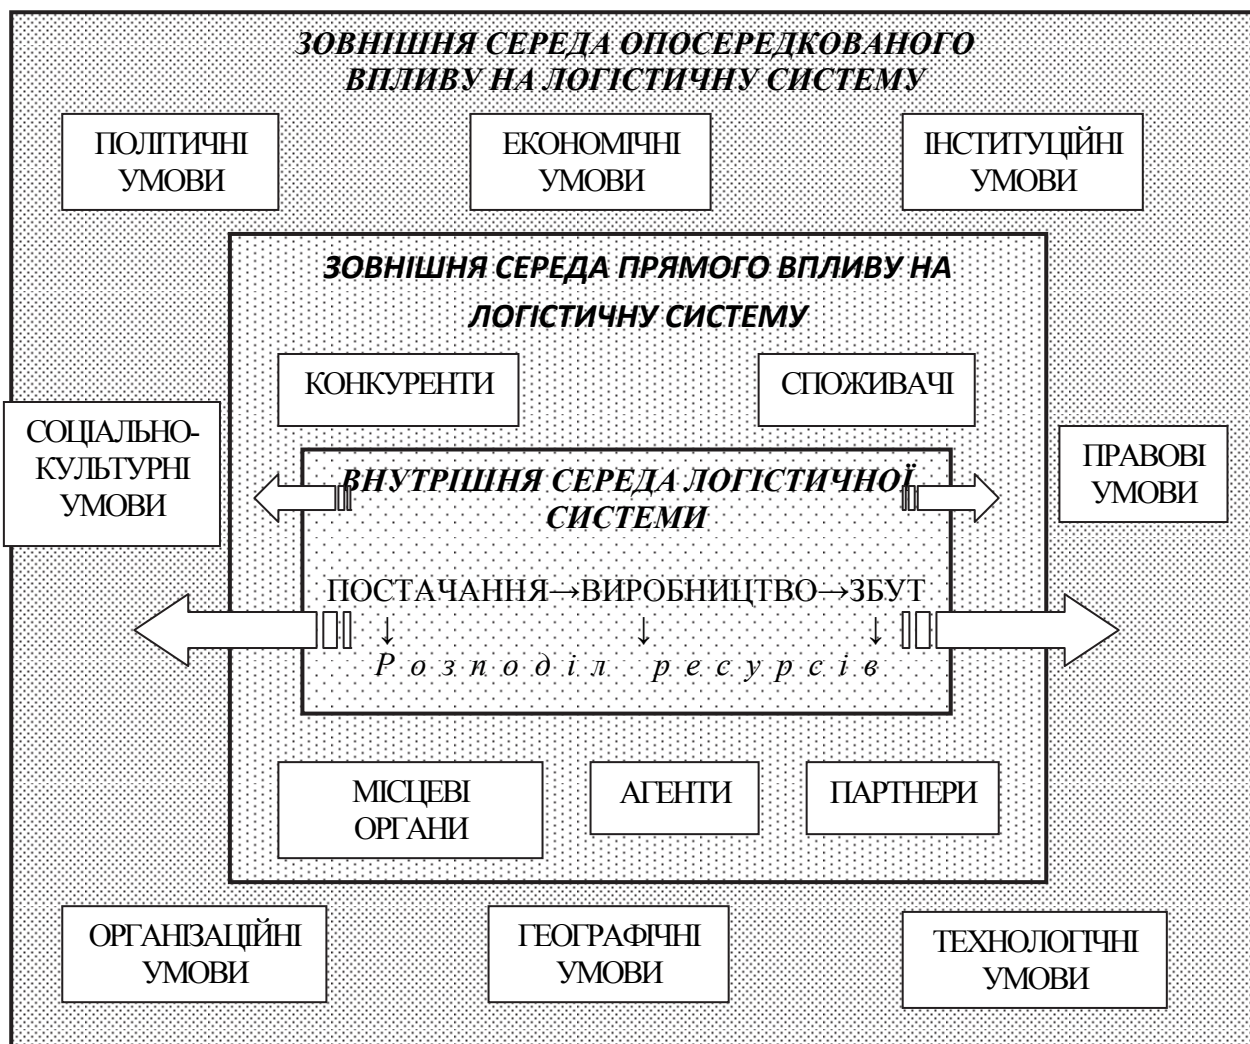 ЗОВНІШНЯ СЕРЕДА ОПОСЕРЕДКОВАНОГО
ВПЛИВУ НА ЛОГІСТИЧНУ СИСТЕМУ
ПОЛІТИЧНІ
УМОВИ
ЕКОНОМІЧНІ
УМОВИ
ІНСТИТУЦІЙНІ
УМОВИ
ЗОВНІШНЯ СЕРЕДА ПРЯМОГО ВПЛИВУ НА
ЛОГІСТИЧНУ СИСТЕМУ
КОНКУРЕНТИ
СПОЖИВАЧІ
СОЦІАЛЬНО-
КУЛЬТУРНІ
УМОВИ
ПРАВОВІ
УМОВИ
ВНУТРІШНЯ СЕРЕДА ЛОГІСТИЧНОЇ
СИСТЕМИ
ПОСТАЧАННЯ→ВИРОБНИЦТВО→ЗБУТ
↓ ↓ ↓
Розподіл ресурсів
МІСЦЕВІ
ОРГАНИ
АГЕНТИ
ПАРТНЕРИ
ОРГАНІЗАЦІЙНІ
УМОВИ
ГЕОГРАФІЧНІ
УМОВИ
ТЕХНОЛОГІЧНІ
УМОВИ